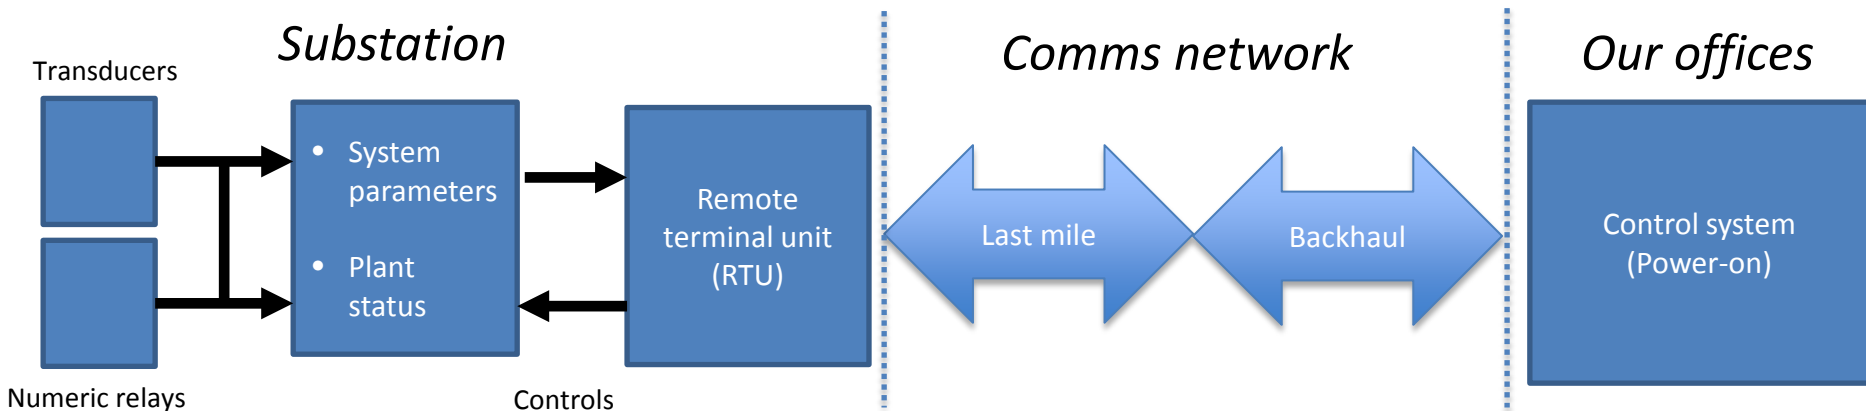 Substation
Comms network
Our offices
Transducers
• System
parameters
• Plant
status
Remote
terminal unit
(RTU)
Last mile
Backhaul
Control system
(Power-on)
Numeric relays
Controls